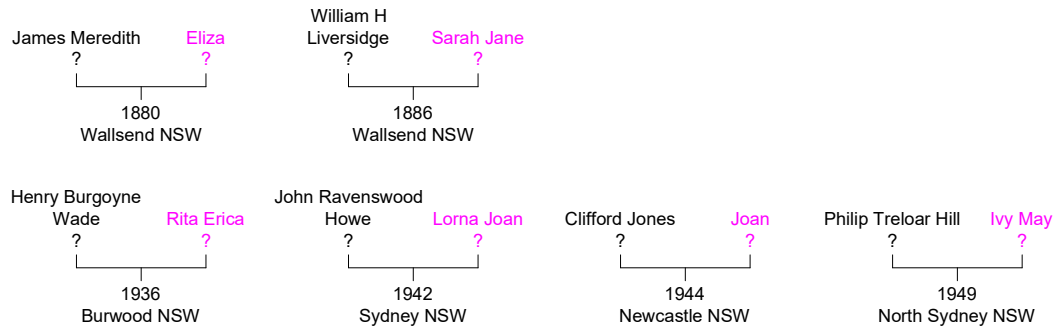 William H
James Meredith Eliza Liversidge Sarah Jane
? ? ? ?
1880 1886
Wallsend NSW Wallsend NSW
Henry Burgoyne John Ravenswood
Wade Rita Erica Howe Lorna Joan Clifford Jones Joan Philip Treloar Hill Ivy May
? ? ? ? ? ? ? ?
1936 1942 1944 1949
Burwood NSW Sydney NSW Newcastle NSW North Sydney NSW